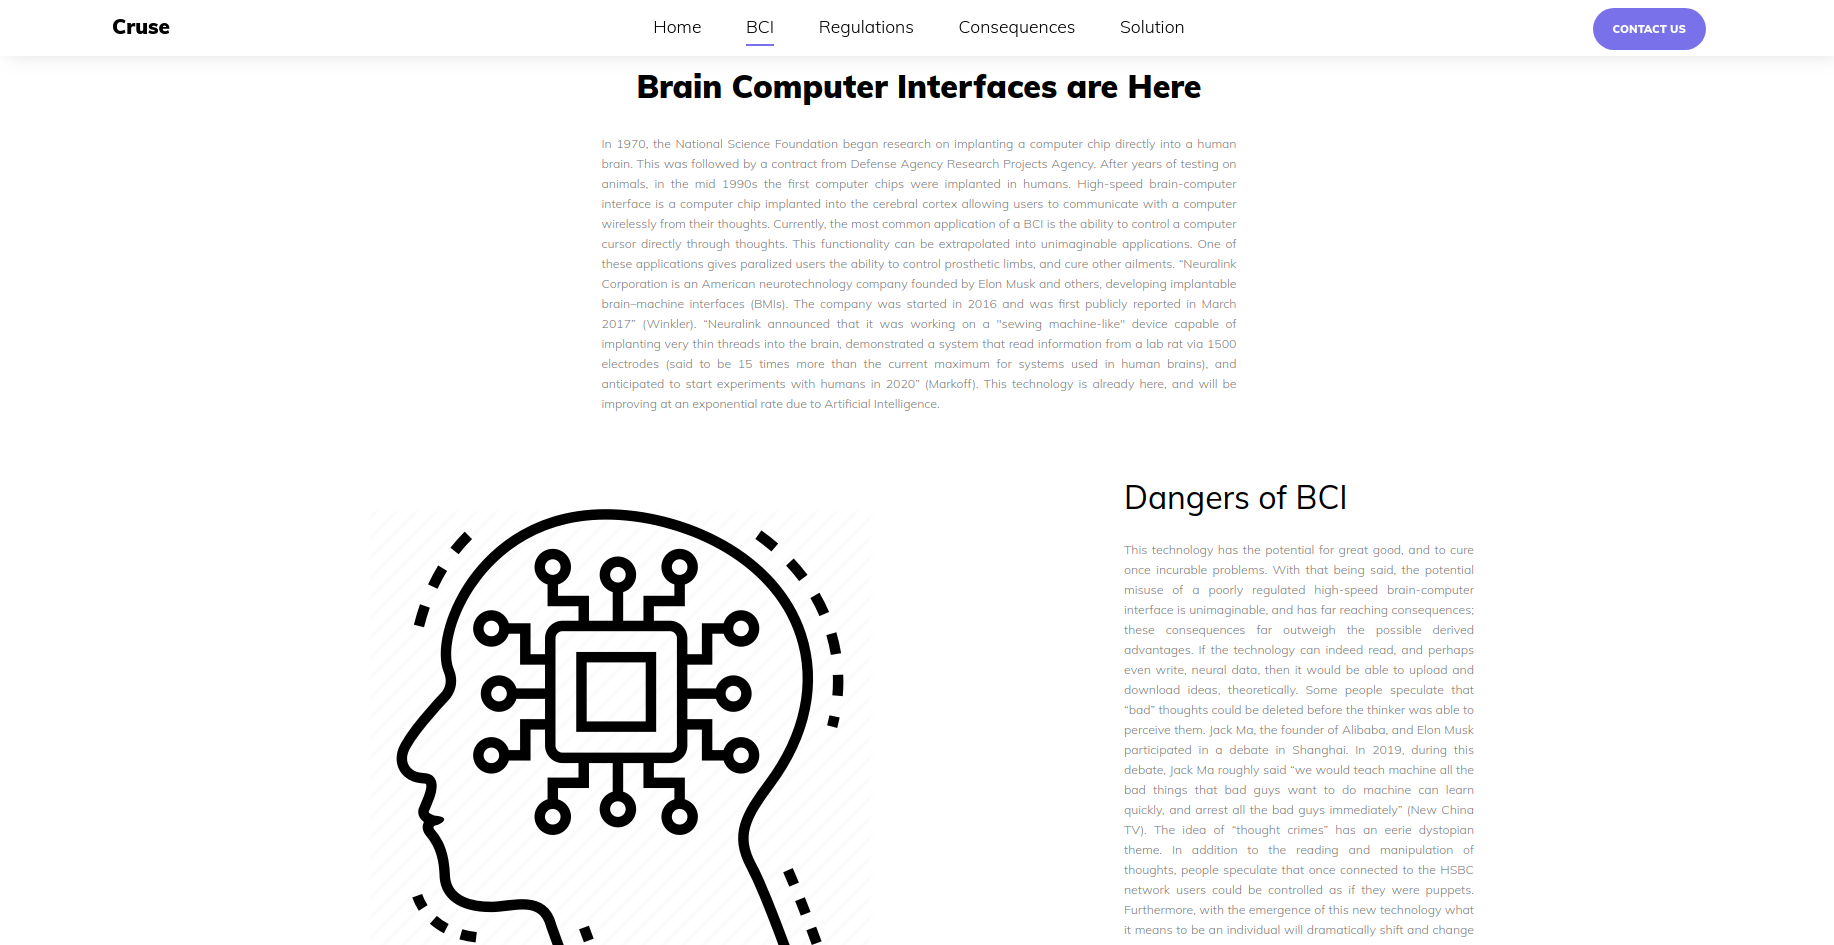 Cruse
Home BCI Regulations Consequences Solution
CONTACT US
Brain Computer Interfaces are Here
In 1970, the National Science Foundation began research on implanting a computer chip directly into a human
brain. This was followed by a contract from Defense Agency Research Projects Agency. After years of testing on
animals, in the mid 1990s the first computer chips were implanted in humans. High-speed brain-computer
interface is a computer chip implanted into the cerebral cortex allowing users to communicate with a computer
wirelessly from their thoughts. Currently, the most common application of a BCI is the ability to control a computer
cursor directly through thoughts. This functionality can be extrapolated into unimaginable applications. One of
these applications gives paralized users the ability to control prosthetic limbs, and cure other ailments. “Neuralink
Corporation is an American neurotechnology company founded by Elon Musk and others, developing implantable
brain–machine interfaces (BMIs). The company was started in 2016 and was first publicly reported in March
2017” (Winkler). “Neuralink announced that it was working on a "sewing machine-like" device capable of
implanting very thin threads into the brain, demonstrated a system that read information from a lab rat via 1500
electrodes (said to be 15 times more than the current maximum for systems used in human brains), and
anticipated to start experiments with humans in 2020” (Markoff). This technology is already here, and will be
improving at an exponential rate due to Artificial Intelligence.
Dangers of BCI
This technology has the potential for great good, and to cure
once incurable problems. With that being said, the potential
misuse of a poorly regulated high-speed brain-computer
interface is unimaginable, and has far reaching consequences;
these consequences far outweigh the possible derived
advantages. If the technology can indeed read, and perhaps
even write, neural data, then it would be able to upload and
download ideas, theoretically. Some people speculate that
“bad” thoughts could be deleted before the thinker was able to
perceive them. Jack Ma, the founder of Alibaba, and Elon Musk
participated in a debate in Shanghai. In 2019, during this
debate, Jack Ma roughly said “we would teach machine all the
bad things that bad guys want to do machine can learn
quickly, and arrest all the bad guys immediately” (New China
TV). The idea of “thought crimes” has an eerie dystopian
theme. In addition to the reading and manipulation of
thoughts, people speculate that once connected to the HSBC
network users could be controlled as if they were puppets.
Furthermore, with the emergence of this new technology what
it means to be an individual will dramatically shift and change